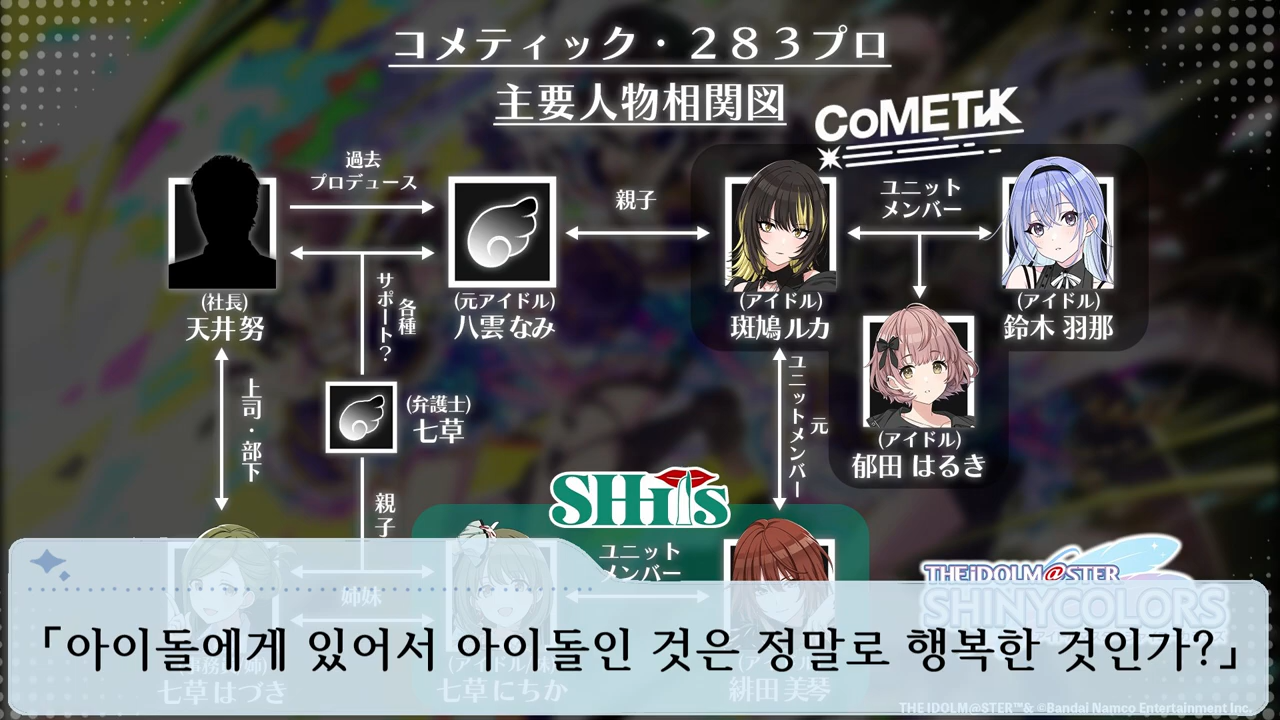 コメティック・２８３プロ
主要人物相関図
CoMETIK
過去
プロデュース
親子
ユニット
メンバー
(社長)
天井 努
各種
サポート？
(元アイドル)
八雲 なみ
(アイドル)
斑鳩 ルカ
(アイドル)
鈴木 羽那
上司・部下
(弁護士)
七草
元
ユニットメンバー
(アイドル)
郁田 はるき
親子
SHHis
ユニット
メンバー
姉妹
THE iDOLM@STER
SHINYCOLORS
「아이돌에게 있어서 아이돌인 것은 정말로 행복한 것인가?」
七草 はづき
七草 にちか
緋田 美琴
THE IDOLM@STER™& ©Bandai Namco Entertainment Inc.